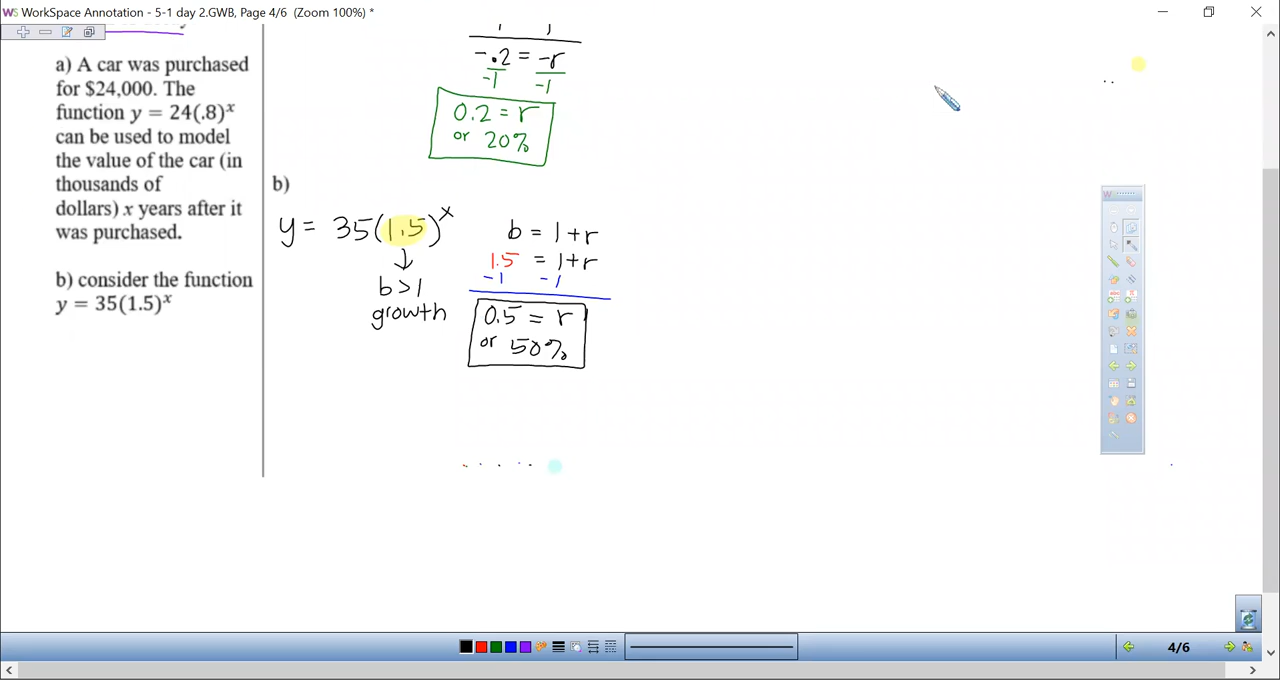 WS WorkSpace Annotation - 5-1 day 2.GWB, Page 4/6 (Zoom 100%) *
a) A car was purchased
for $24,000. The
function y = 24(.8)ˣ
can be used to model
the value of the car (in
thousands of
dollars) x years after it
was purchased.
b) consider the function
y = 35(1.5)ˣ
-.2 = -r
-1 -1
0.2 = r
or 20%
b)
y = 35(1.5)ˣ
↓
b > 1
growth
b = 1 + r
1.5 = 1 + r
-1 -1
0.5 = r
or 50%
4/6